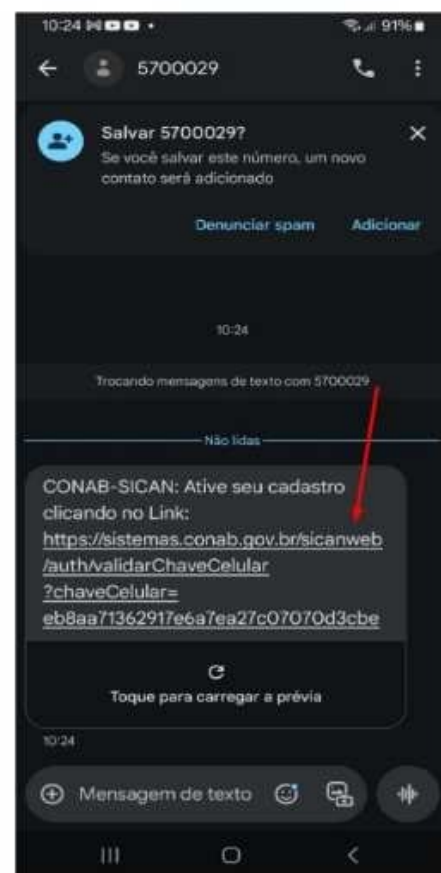 10:24
91%
5700029
Salvar 5700029?
Se você salvar este número, um novo
contato será adicionado
Denunciar spam Adicionar
10:24
Trocando mensagens de texto com 5700029
Não lidas
CONAB-SICAN: Ative seu cadastro
clicando no Link:
https://sistemas.conab.gov.br/sicanweb
/auth/validarChaveCelular
?chaveCelular=
eb8aa71362917e6a7ea27c07070d3cbe
Toque para carregar a prévia
10:24
Mensagem de texto